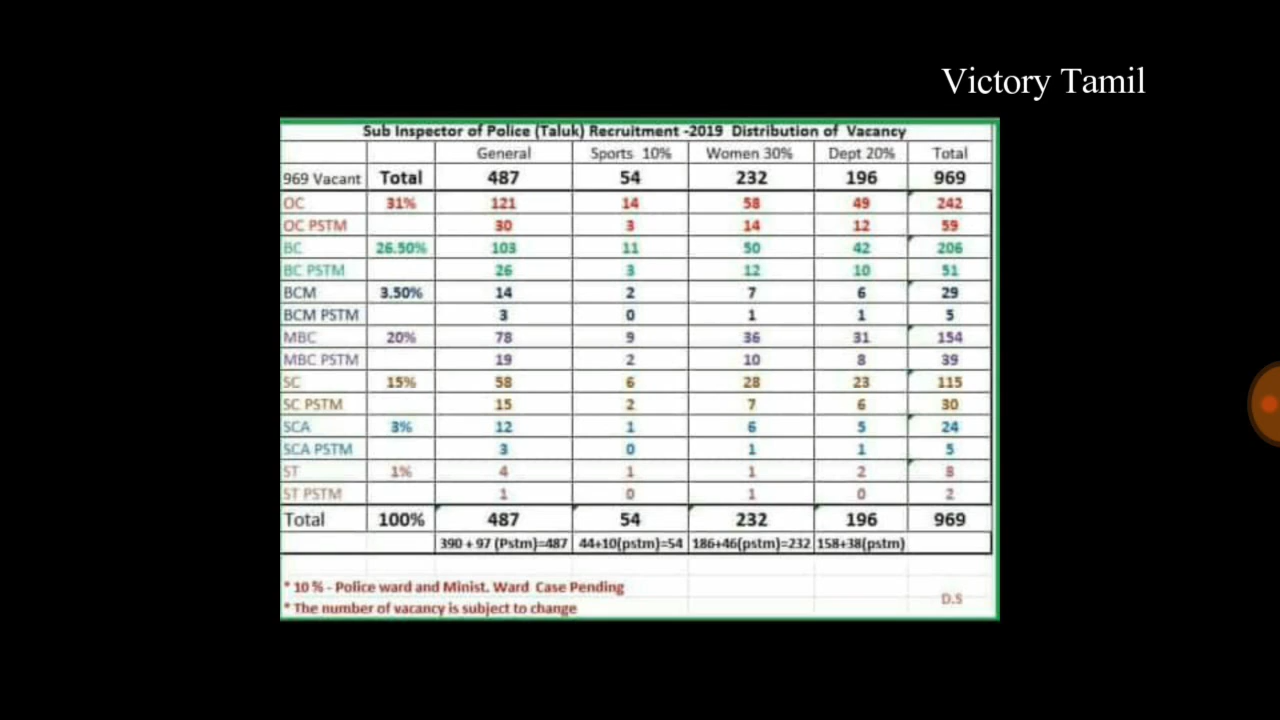 Victory Tamil
Sub Inspector of Police (Taluk) Recruitment -2019 Distribution of Vacancy
General Sports 10% Women 30% Dept 20% Total
969 Vacant Total 487 54 232 196 969
OC 31% 121 14 58 49 242
OC PSTM 30 3 14 12 59
BC 26.50% 103 11 50 42 206
BC PSTM 26 3 12 10 51
BCM 3.50% 14 2 7 6 29
BCM PSTM 3 0 1 1 5
MBC 20% 78 9 36 31 154
MBC PSTM 19 2 10 8 39
SC 15% 58 6 28 23 115
SC PSTM 15 2 7 6 30
SCA 3% 12 1 6 5 24
SCA PSTM 3 0 1 1 5
ST 1% 4 1 1 2 8
ST PSTM 1 0 1 0 2
Total 100% 487 54 232 196 969
390 + 97 (Pstm)=487 44+10(pstm)=54 186+46(pstm)=232 158+38(pstm)
* 10 % - Police ward and Minist. Ward Case Pending
* The number of vacancy is subject to change
D.S